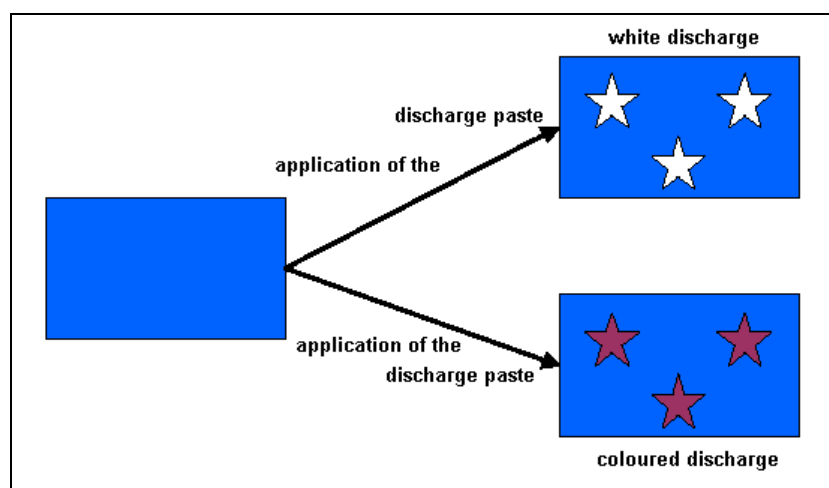 white discharge
discharge paste
application of the
application of the
discharge paste
coloured discharge